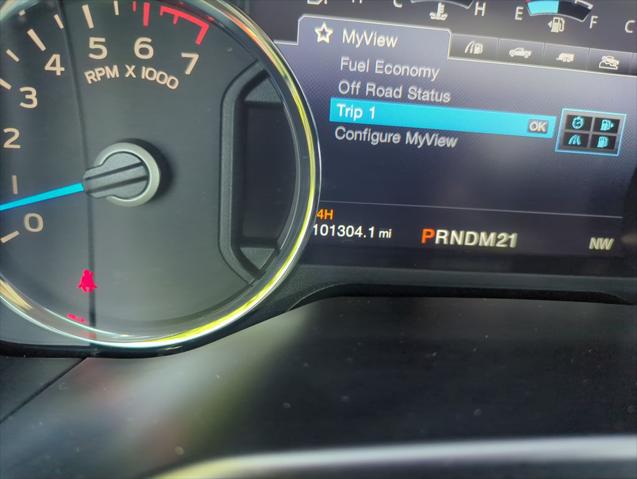 C H E F
MyView
5 6 7
4
RPM X 1000
3
2
1
0
Fuel Economy
Off Road Status
Trip 1 OK
Configure MyView
C
4H
101304.1 mi PRNDM21 NW